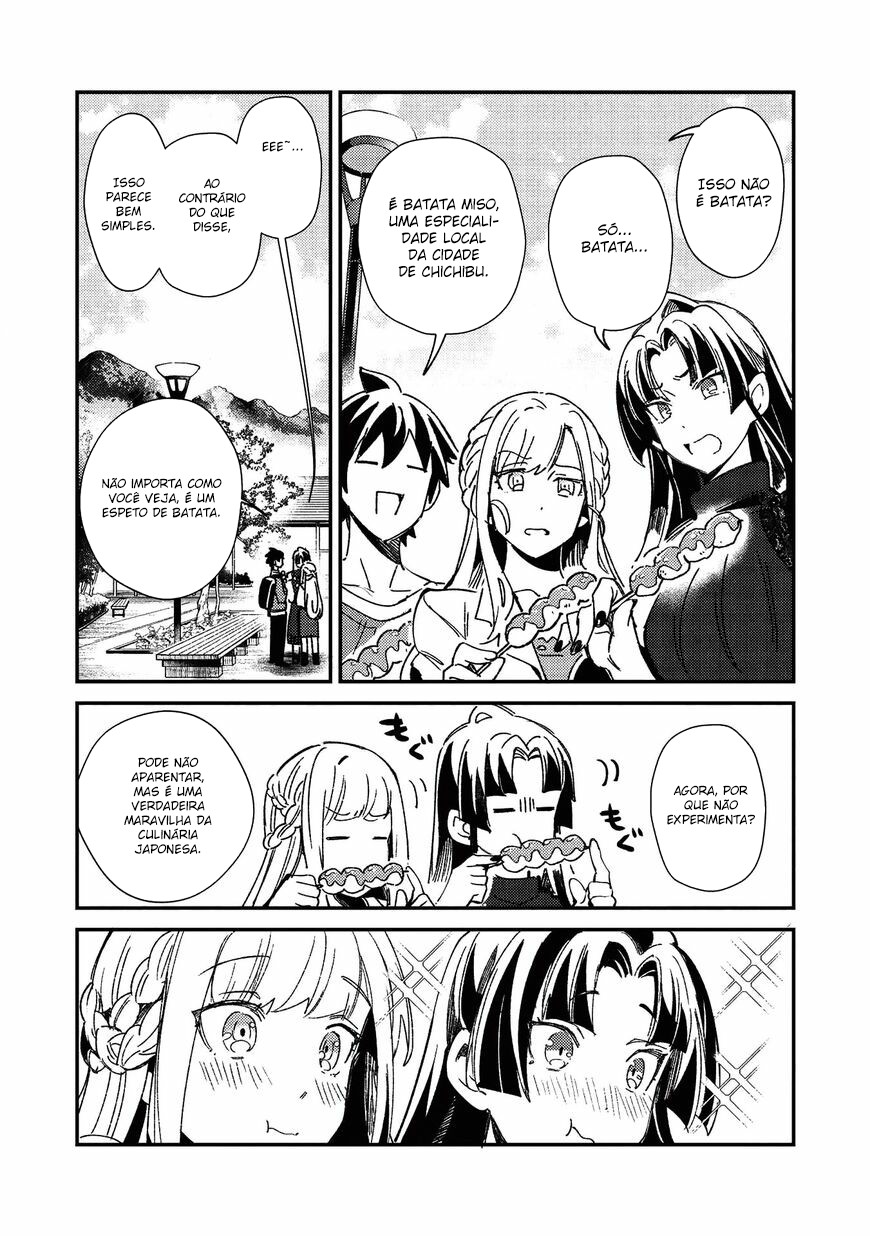 ISSO NÃO
É BATATA?
SÓ...
BATATA...
É BATATA MISO,
UMA ESPECIALI-
DADE LOCAL
DA CIDADE
DE CHICHIBU.
EEE~...
AO
CONTRÁRIO
DO QUE
DISSE,
ISSO
PARECE
BEM
SIMPLES.
NÃO IMPORTA COMO
VOCÊ VEJA, É UM
ESPETO DE BATATA.
AGORA, POR
QUE NÃO
EXPERIMENTA?
もぐ
もぐ
PODE NÃO
APARENTAR,
MAS É UMA
VERDADEIRA
MARAVILHA DA
CULINÁRIA
JAPONESA.